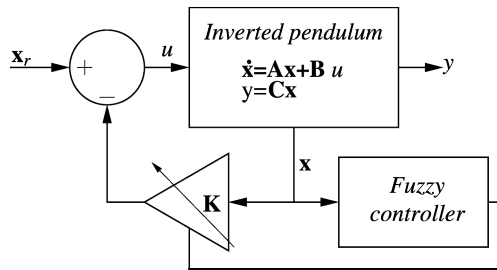 Inverted pendulum
x_r
+
−
u
ẋ=Ax+B u
y=Cx
y
x
K
Fuzzy
controller